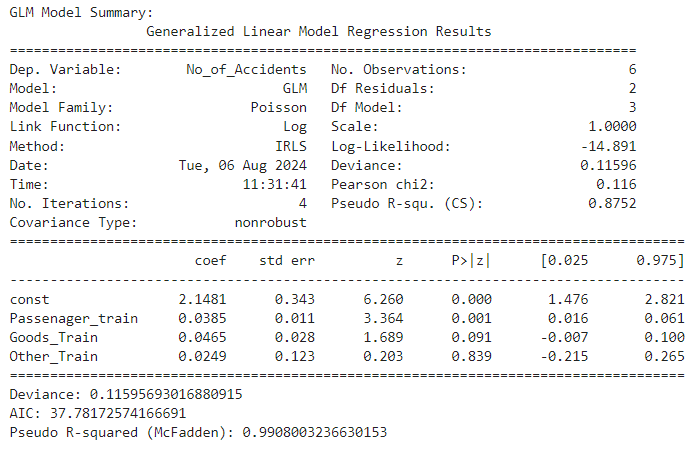 GLM Model Summary:
Generalized Linear Model Regression Results
==============================================================================
Dep. Variable: No_of_Accidents No. Observations: 6
Model: GLM Df Residuals: 2
Model Family: Poisson Df Model: 3
Link Function: Log Scale: 1.0000
Method: IRLS Log-Likelihood: -14.891
Date: Tue, 06 Aug 2024 Deviance: 0.11596
Time: 11:31:41 Pearson chi2: 0.116
No. Iterations: 4 Pseudo R-squ. (CS): 0.8752
Covariance Type: nonrobust
====================================================================================
coef std err z P>|z| [0.025 0.975]
------------------------------------------------------------------------------------
const 2.1481 0.343 6.260 0.000 1.476 2.821
Passenager_train 0.0385 0.011 3.364 0.001 0.016 0.061
Goods_Train 0.0465 0.028 1.689 0.091 -0.007 0.100
Other_Train 0.0249 0.123 0.203 0.839 -0.215 0.265
====================================================================================
Deviance: 0.11595693016880915
AIC: 37.78172574166691
Pseudo R-squared (McFadden): 0.9908003236630153